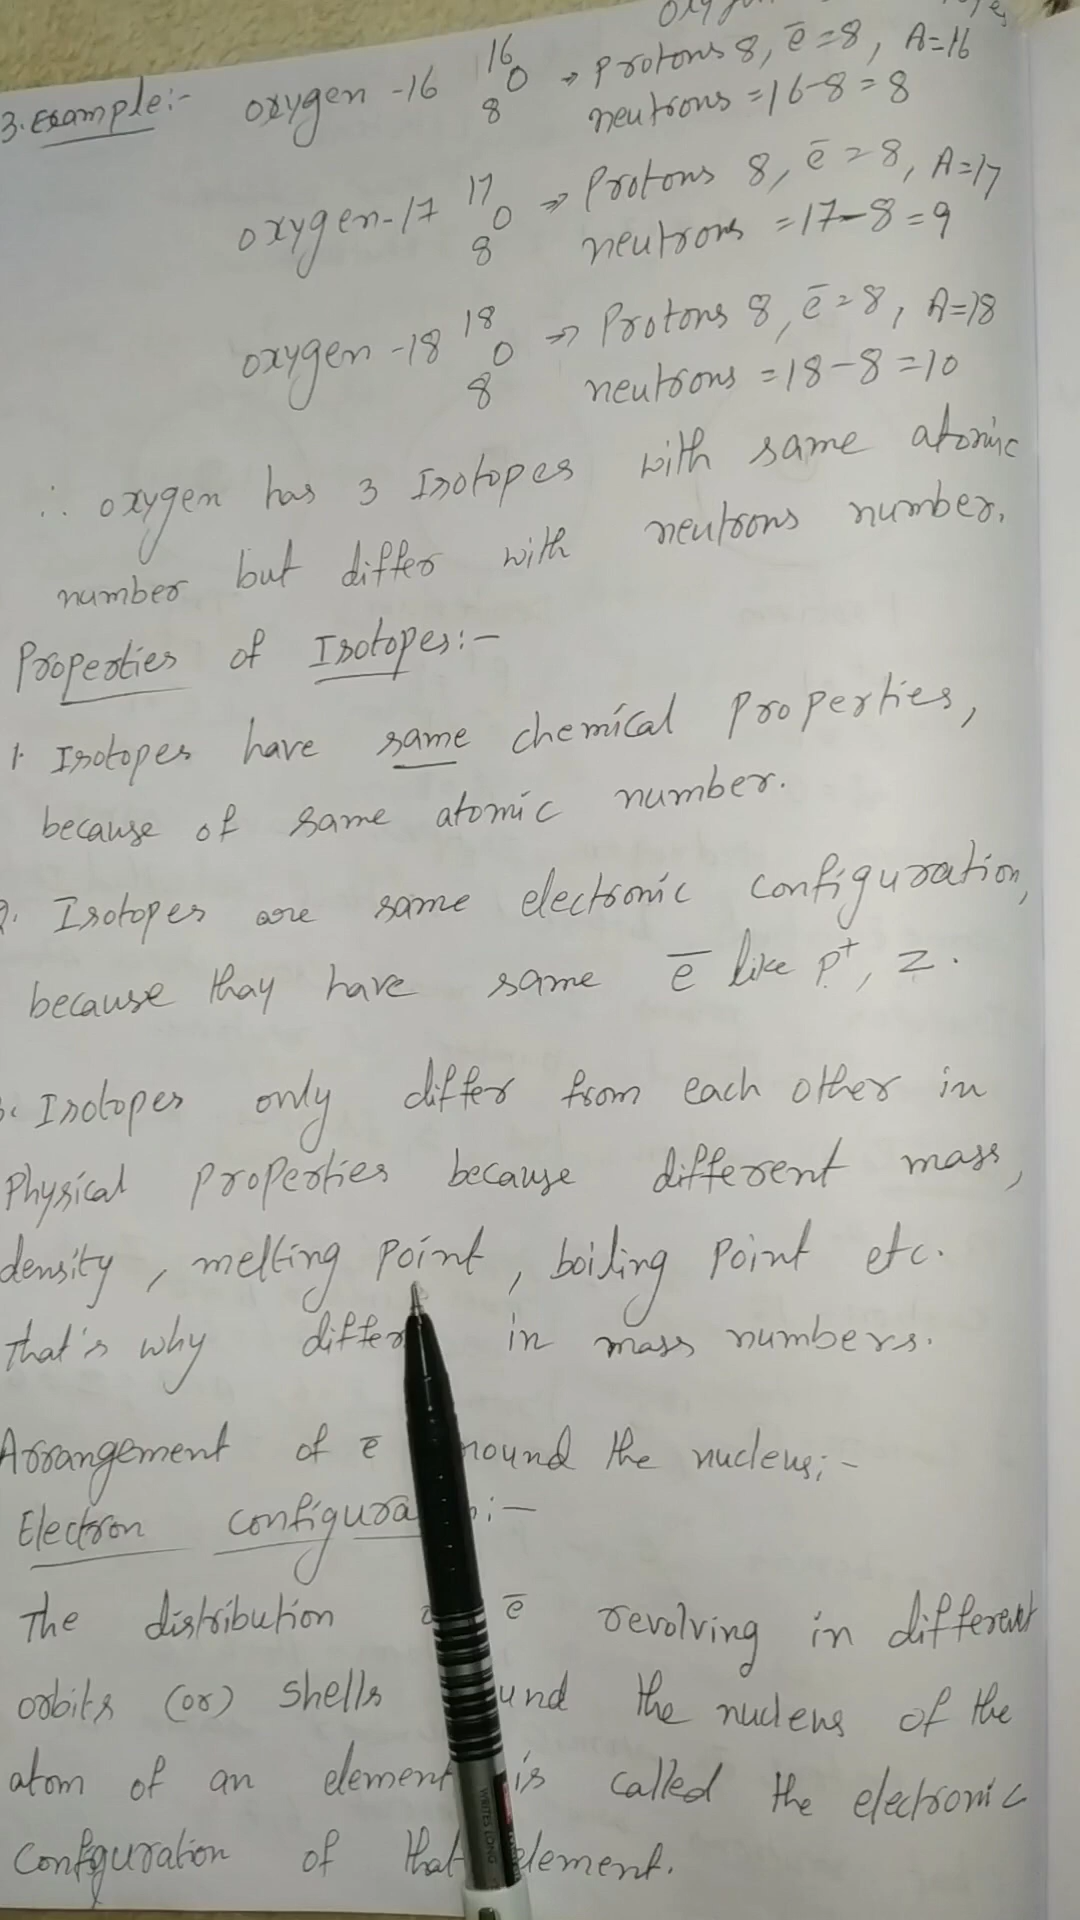 oxygen
3. Example:- oxygen -16 16 8 O ⇒ protons 8, e̅=8, A=16
neutrons =16-8=8
oxygen-17 17 8 O ⇒ Protons 8, e̅=8, A=17
neutrons =17-8=9
oxygen -18 18 8 O ⇒ Protons 8, e̅=8, A=18
neutrons =18-8=10
∴ oxygen has 3 Isotopes with same atomic
number but differ with neutrons number.
Properties of Isotopes:-
1. Isotopes have same chemical properties,
because of same atomic number.
2. Isotopes are same electronic configuration,
because thay have same e̅ like p⁺, Z.
3. Isotopes only differ from each other in
Physical properties because different mass,
density, melting point, boiling point etc.
That's why differ in mass numbers.
Arrangement of e̅ around the nucleus:-
Electron configura :-
The distribution e̅ revolving in different
orbits (or) shells und the nucleus of the
atom of an element is called the electronic
Configuration of that element.
WRITES LONG